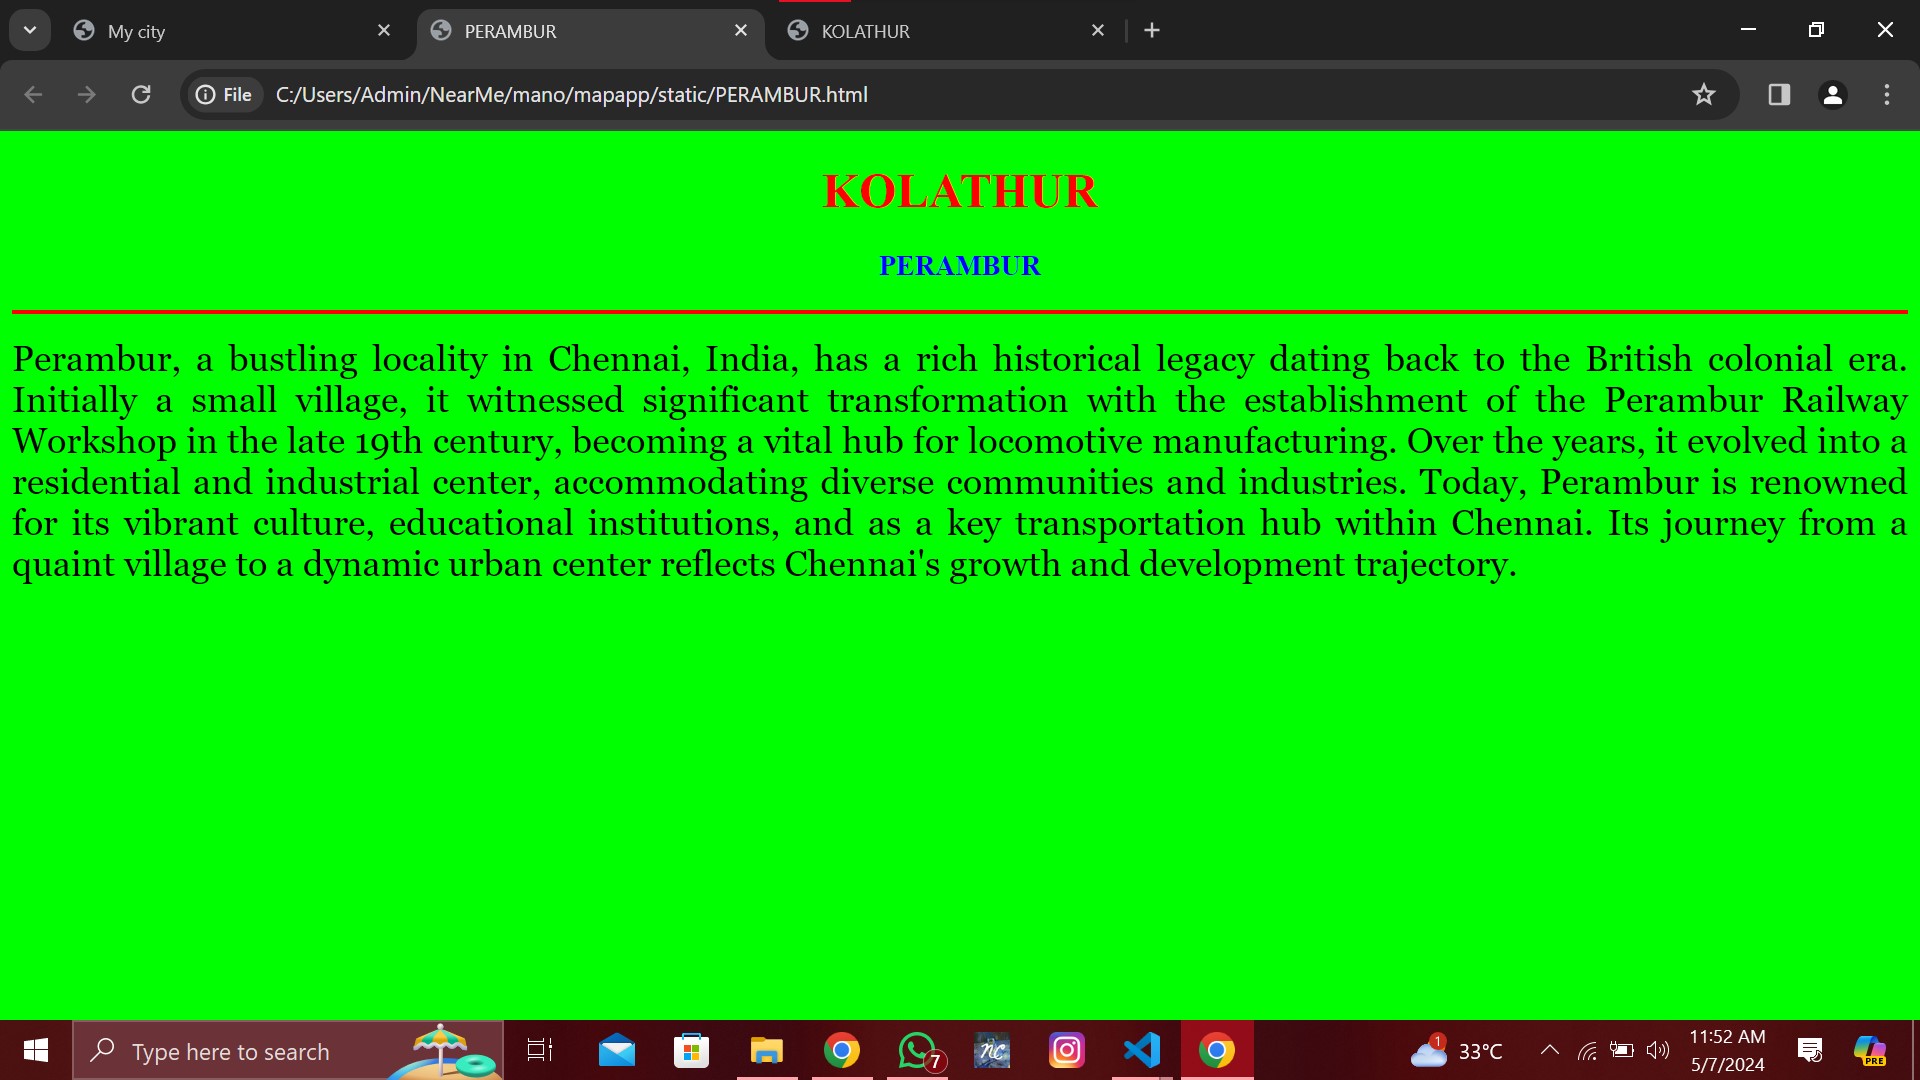 My city
PERAMBUR
KOLATHUR
File
C:/Users/Admin/NearMe/mano/mapapp/static/PERAMBUR.html
KOLATHUR
PERAMBUR
Perambur, a bustling locality in Chennai, India, has a rich historical legacy dating back to the British colonial era.
Initially a small village, it witnessed significant transformation with the establishment of the Perambur Railway
Workshop in the late 19th century, becoming a vital hub for locomotive manufacturing. Over the years, it evolved into a
residential and industrial center, accommodating diverse communities and industries. Today, Perambur is renowned
for its vibrant culture, educational institutions, and as a key transportation hub within Chennai. Its journey from a
quaint village to a dynamic urban center reflects Chennai's growth and development trajectory.
Type here to search
7
nc
1
33°C
11:52 AM
5/7/2024
PRE